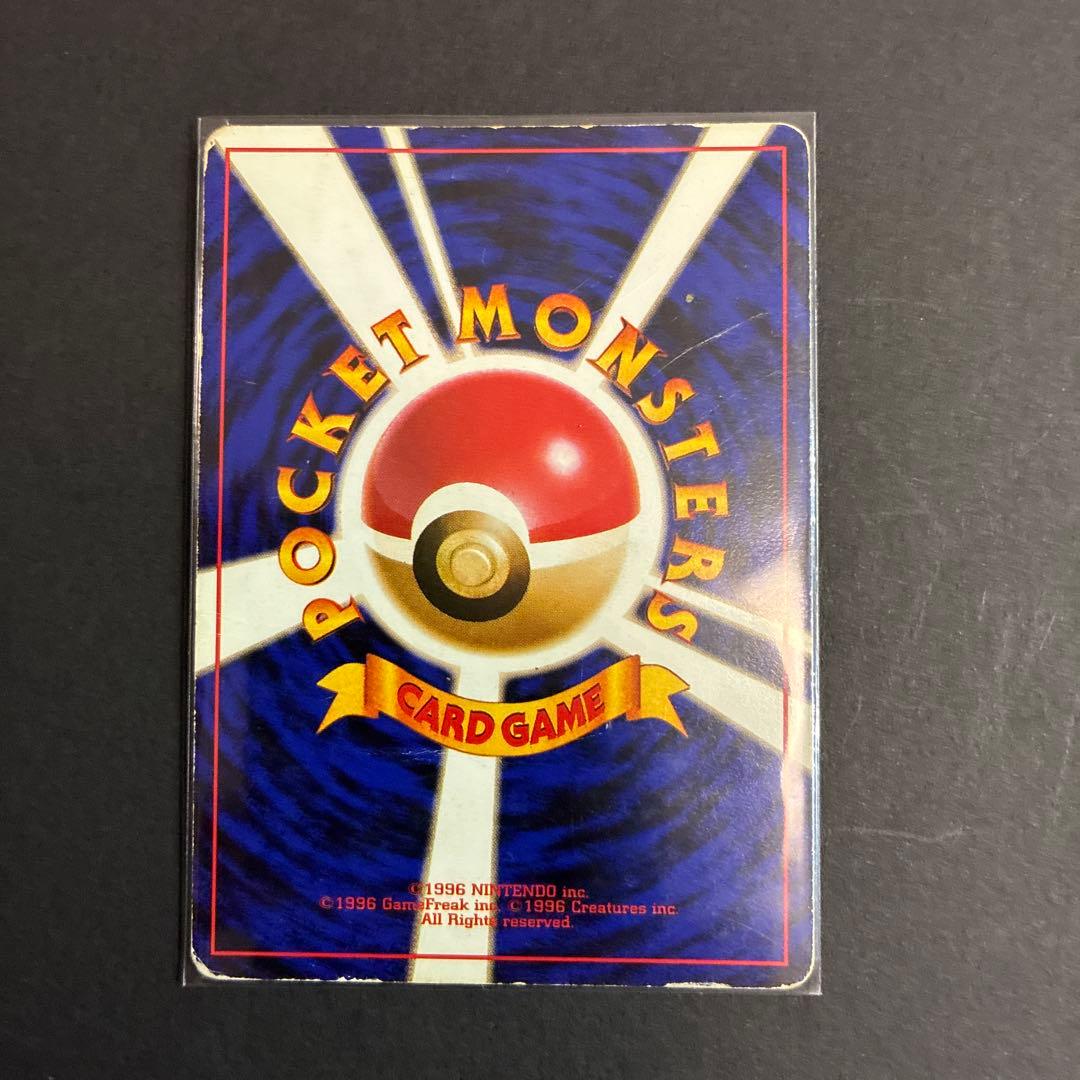 POCKET MONSTERS
CARD GAME
©1996 NINTENDO inc.
©1996 GameFreak inc. ©1996 Creatures inc.
All Rights reserved.